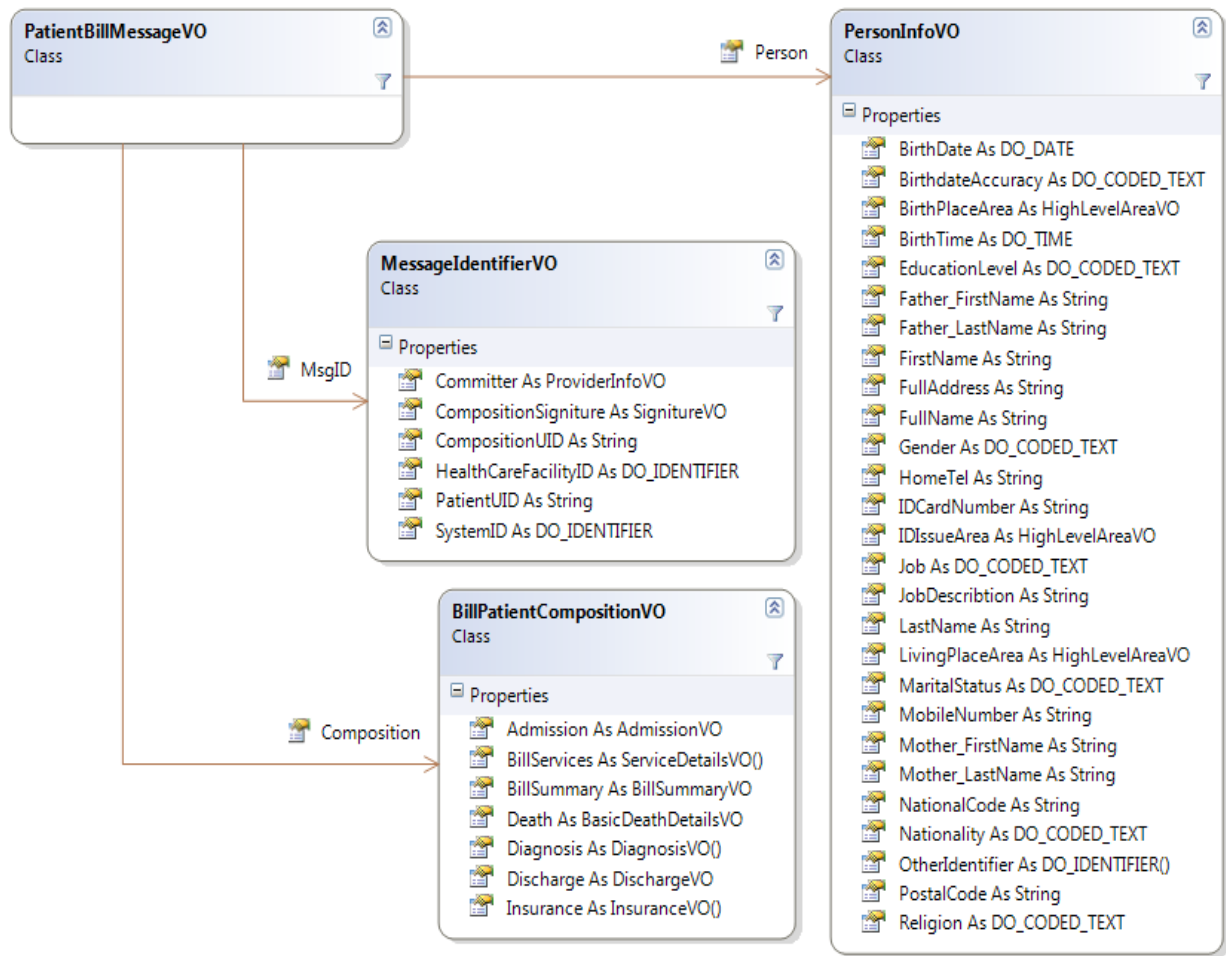 PatientBillMessageVO
Class
Person
PersonInfoVO
Class
Properties
BirthDate As DO_DATE
BirthdateAccuracy As DO_CODED_TEXT
BirthPlaceArea As HighLevelAreaVO
BirthTime As DO_TIME
EducationLevel As DO_CODED_TEXT
Father_FirstName As String
Father_LastName As String
FirstName As String
FullAddress As String
FullName As String
Gender As DO_CODED_TEXT
HomeTel As String
IDCardNumber As String
IDIssueArea As HighLevelAreaVO
Job As DO_CODED_TEXT
JobDescribtion As String
LastName As String
LivingPlaceArea As HighLevelAreaVO
MaritalStatus As DO_CODED_TEXT
MobileNumber As String
Mother_FirstName As String
Mother_LastName As String
NationalCode As String
Nationality As DO_CODED_TEXT
OtherIdentifier As DO_IDENTIFIER()
PostalCode As String
Religion As DO_CODED_TEXT
MsgID
MessageIdentifierVO
Class
Properties
Committer As ProviderInfoVO
CompositionSigniture As SignitureVO
CompositionUID As String
HealthCareFacilityID As DO_IDENTIFIER
PatientUID As String
SystemID As DO_IDENTIFIER
Composition
BillPatientCompositionVO
Class
Properties
Admission As AdmissionVO
BillServices As ServiceDetailsVO()
BillSummary As BillSummaryVO
Death As BasicDeathDetailsVO
Diagnosis As DiagnosisVO()
Discharge As DischargeVO
Insurance As InsuranceVO()